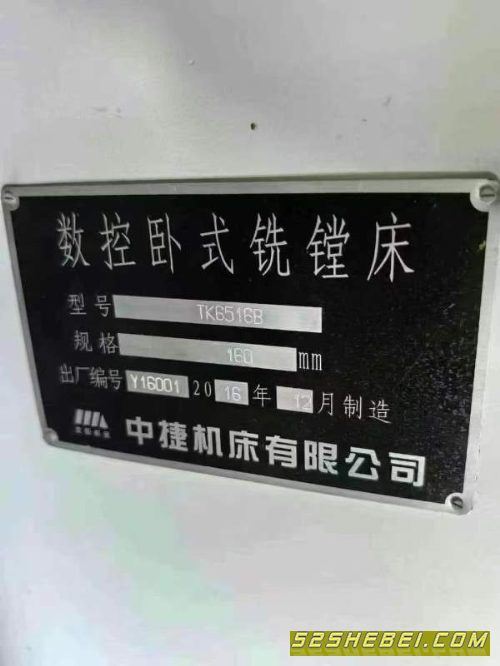 数控卧式铣镗床
型号 TK6516B
规格 160 mm
出厂编号 Y16001 2016年 12月制造
中捷机床有限公司
52SHEBEI.COM